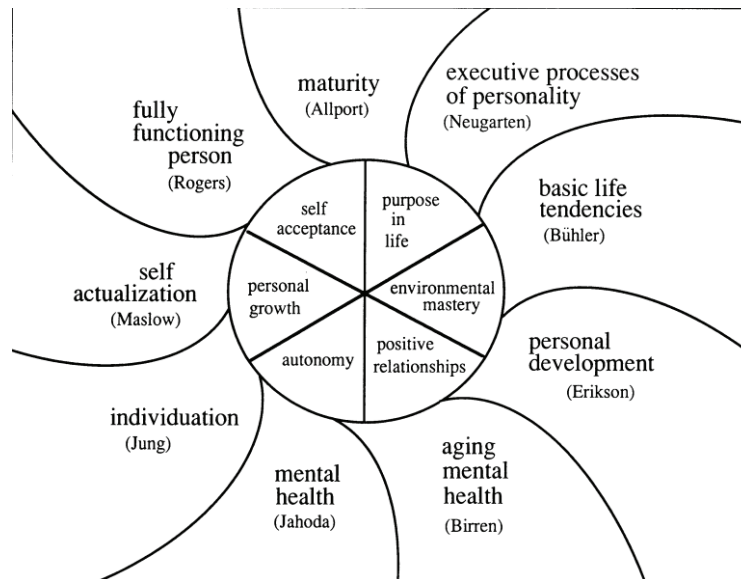 maturity
(Allport)
executive processes
of personality
(Neugarten)
fully
functioning
person
(Rogers)
basic life
tendencies
(Bühler)
self
actualization
(Maslow)
personal
development
(Erikson)
individuation
(Jung)
mental
health
(Jahoda)
aging
mental
health
(Birren)
self
acceptance
purpose
in
life
personal
growth
environmental
mastery
autonomy
positive
relationships